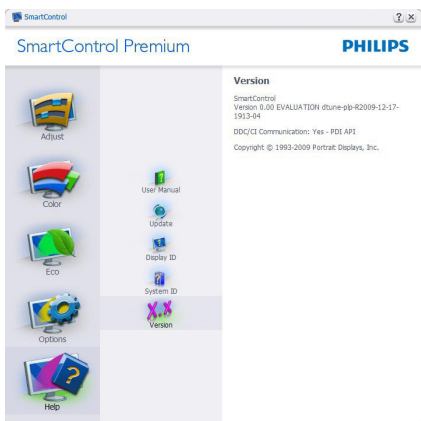 SmartControl
? x
SmartControl Premium
PHILIPS
Adjust
Color
Eco
Options
Help
User Manual
Update
Display ID
System ID
X.X
Version
Version
SmartControl
Version 0.00 EVALUATION dtune-plp-R2009-12-17-
1913-04
DDC/CI Communication: Yes - PDI API
Copyright © 1993-2009 Portrait Displays, Inc.